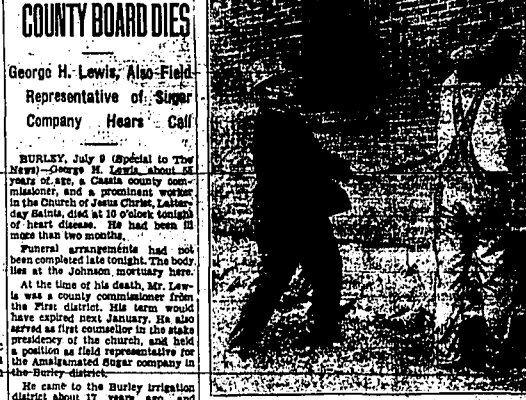 COUNTY BOARD DIES
George H. Lewis, Also Field
Representative of Sugar
Company Hears Call
BURLEY, July 9 (Special to The
News)—George H. Lewis, about
years of age, a Cassia county com-
missioner, and a prominent worker
in the Church of Jesus Christ, Latter-
day Saints, died at 10 o'clock tonight
of heart disease. He had been ill
more than two months.
Funeral arrangements had not
been completed late tonight. The body
lies at the Johnson mortuary here.
At the time of his death, Mr. Lew-
is was a county commissioner from
the First district. His term would
have expired next January. He also
served as first counsellor in the stake
presidency of the church, and held
a position as field representative for
the Amalgamated Sugar company in
the Burley district.
He came to the Burley irrigation
district about 17 years ago and